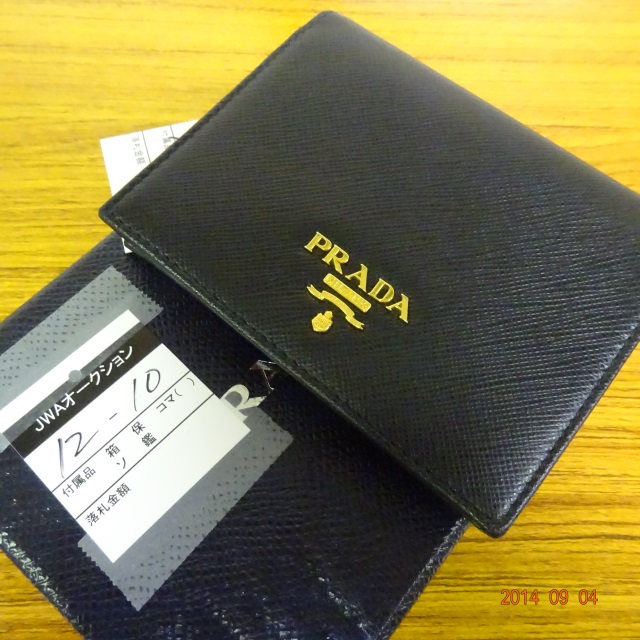 PRADA
JWAオークション
12-10
付属品 箱 保 コマ( )
ソ 鑑
落札金額
2014 09 04